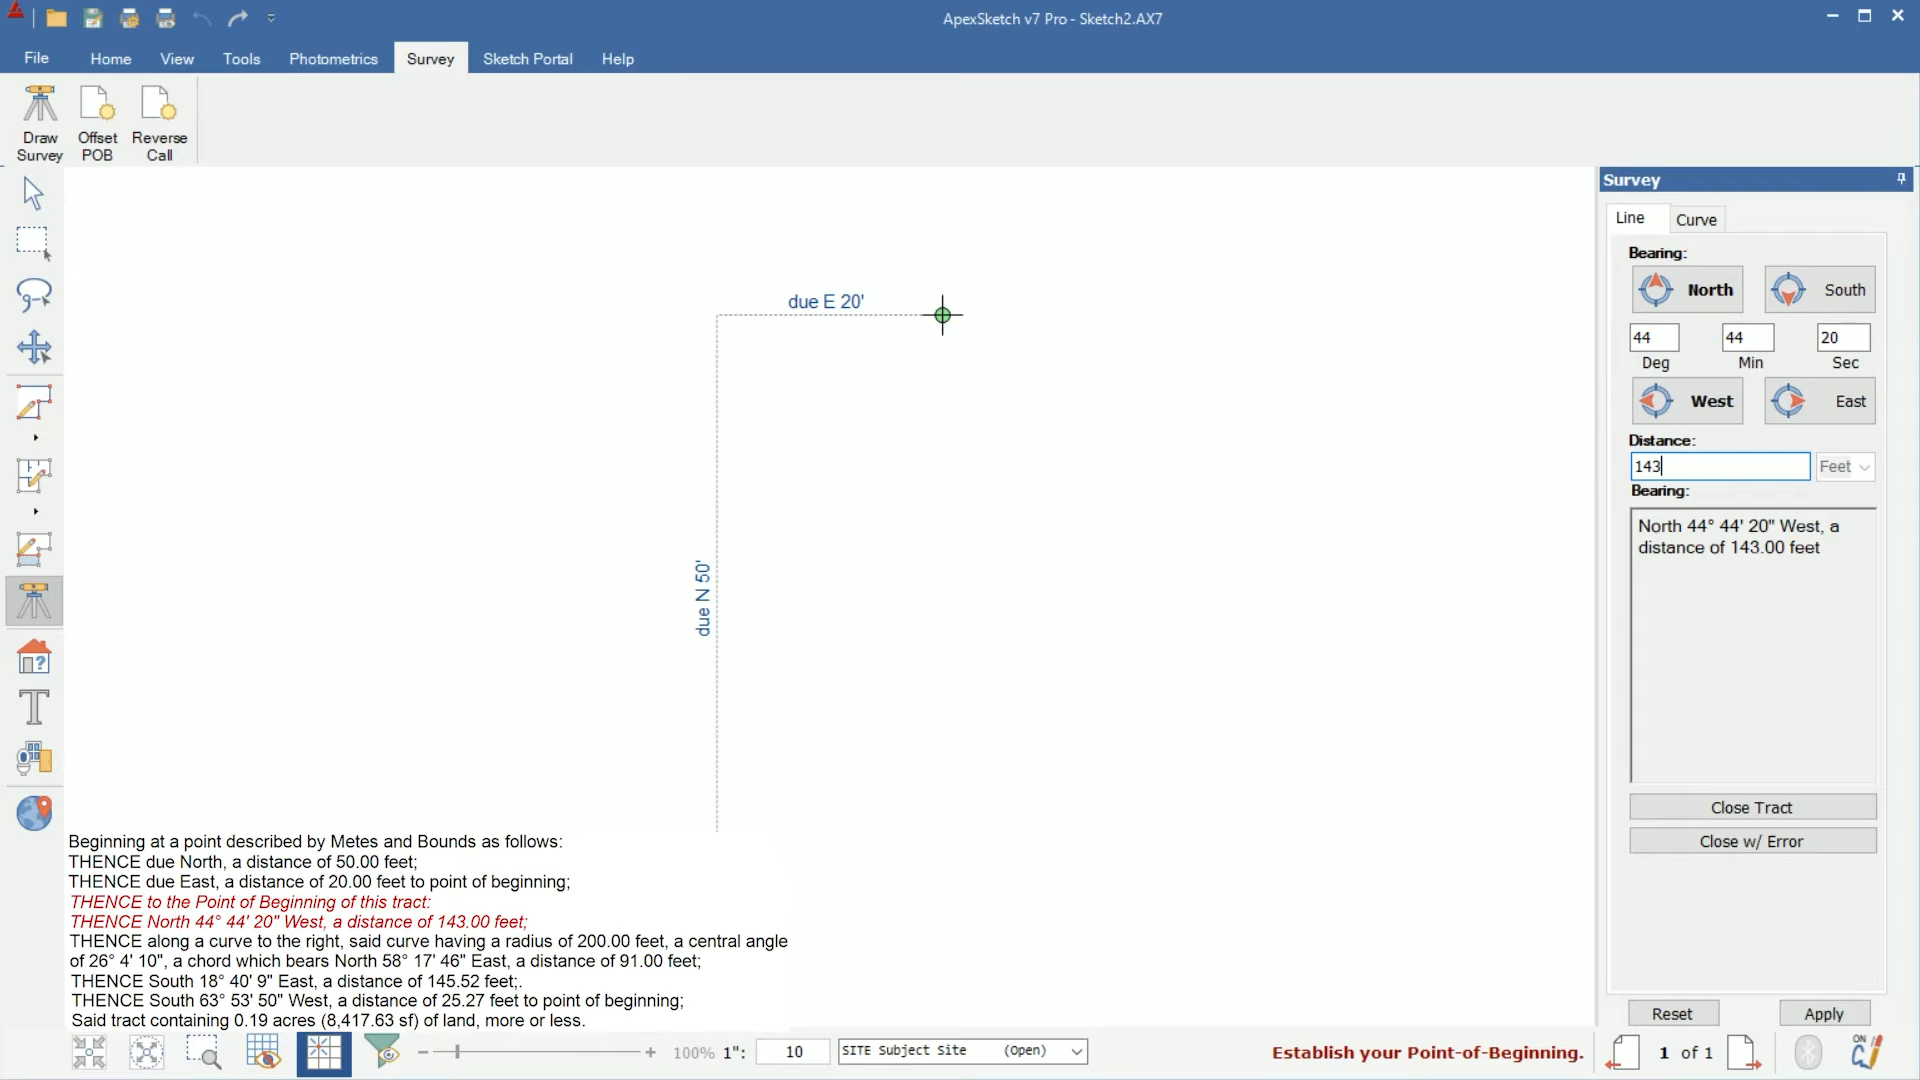 ApexSketch v7 Pro - Sketch2.AX7
File Home View Tools Photometrics Survey Sketch Portal Help
Draw Survey
Offset POB
Reverse Call
Survey
Line Curve
Bearing:
North South
44 44 20
Deg Min Sec
West East
Distance:
143 Feet
Bearing:
North 44° 44' 20" West, a
distance of 143.00 feet
Close Tract
Close w/ Error
Reset Apply
due E 20'
due N 50'
Beginning at a point described by Metes and Bounds as follows:
THENCE due North, a distance of 50.00 feet;
THENCE due East, a distance of 20.00 feet to point of beginning;
THENCE to the Point of Beginning of this tract:
THENCE North 44° 44' 20" West, a distance of 143.00 feet;
THENCE along a curve to the right, said curve having a radius of 200.00 feet, a central angle
of 26° 4' 10", a chord which bears North 58° 17' 46" East, a distance of 91.00 feet;
THENCE South 18° 40' 9" East, a distance of 145.52 feet;.
THENCE South 63° 53' 50" West, a distance of 25.27 feet to point of beginning;
Said tract containing 0.19 acres (8,417.63 sf) of land, more or less.
100% 1": 10 SITE Subject Site (Open) Establish your Point-of-Beginning. 1 of 1 ON